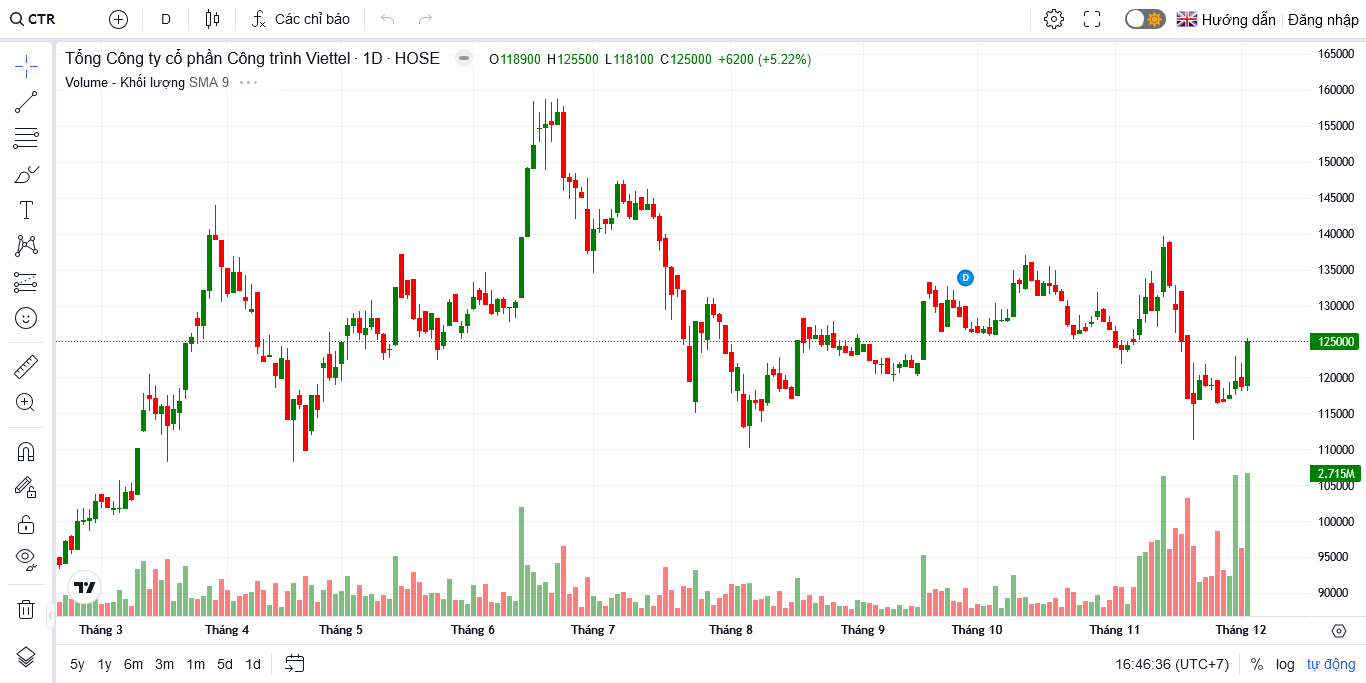 CTR D Các chỉ báo Hướng dẫn Đăng nhập
Tổng Công ty cổ phần Công trình Viettel · 1D · HOSE O118900 H125500 L118100 C125000 +6200 (+5.22%)
Volume - Khối lượng SMA 9
165000
160000
155000
150000
145000
140000
135000
D
130000
125000
120000
115000
110000
2.715M
105000
100000
95000
90000
Tháng 3 Tháng 4 Tháng 5 Tháng 6 Tháng 7 Tháng 8 Tháng 9 Tháng 10 Tháng 11 Tháng 12
5y 1y 6m 3m 1m 5d 1d 16:46:36 (UTC+7) % log tự động